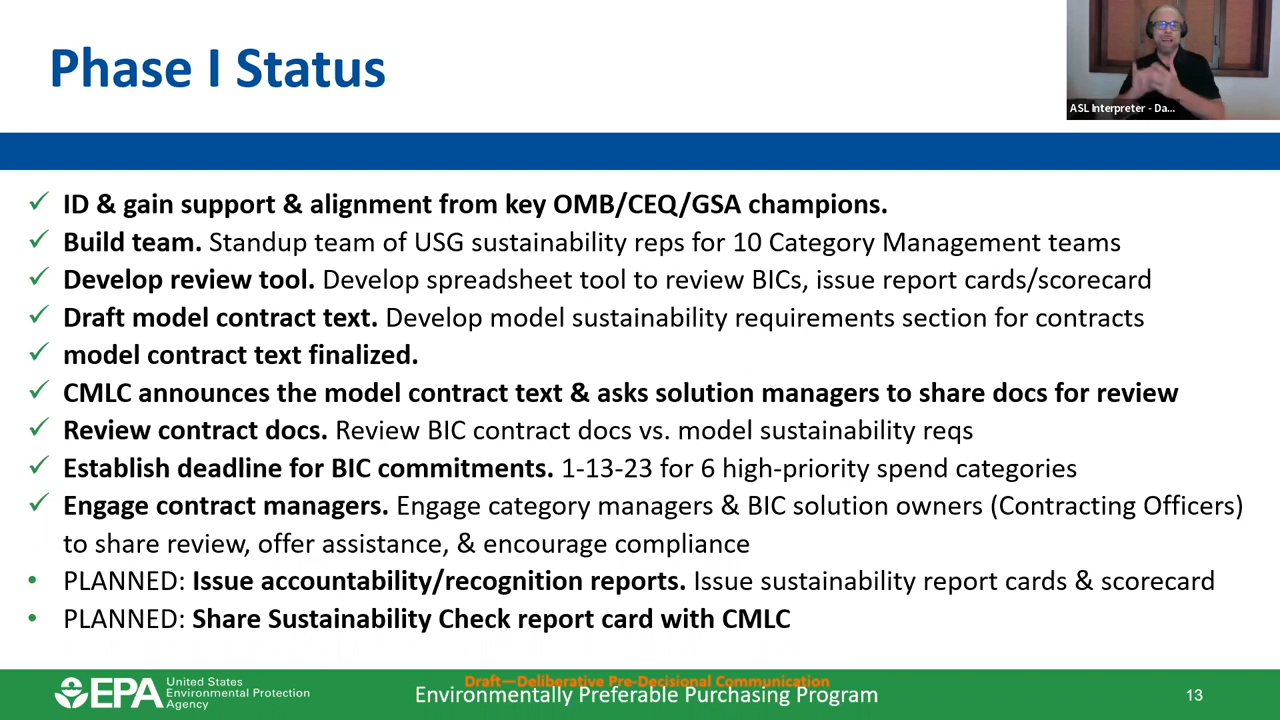 Phase I Status
ASL Interpreter - Da...
✓ ID & gain support & alignment from key OMB/CEQ/GSA champions.
✓ Build team. Standup team of USG sustainability reps for 10 Category Management teams
✓ Develop review tool. Develop spreadsheet tool to review BICs, issue report cards/scorecard
✓ Draft model contract text. Develop model sustainability requirements section for contracts
✓ model contract text finalized.
✓ CMLC announces the model contract text & asks solution managers to share docs for review
✓ Review contract docs. Review BIC contract docs vs. model sustainability reqs
✓ Establish deadline for BIC commitments. 1-13-23 for 6 high-priority spend categories
✓ Engage contract managers. Engage category managers & BIC solution owners (Contracting Officers)
to share review, offer assistance, & encourage compliance
• PLANNED: Issue accountability/recognition reports. Issue sustainability report cards & scorecard
• PLANNED: Share Sustainability Check report card with CMLC
EPA
United States
Environmental Protection
Agency
Draft—Deliberative Pre-Decisional Communication
Environmentally Preferable Purchasing Program
13